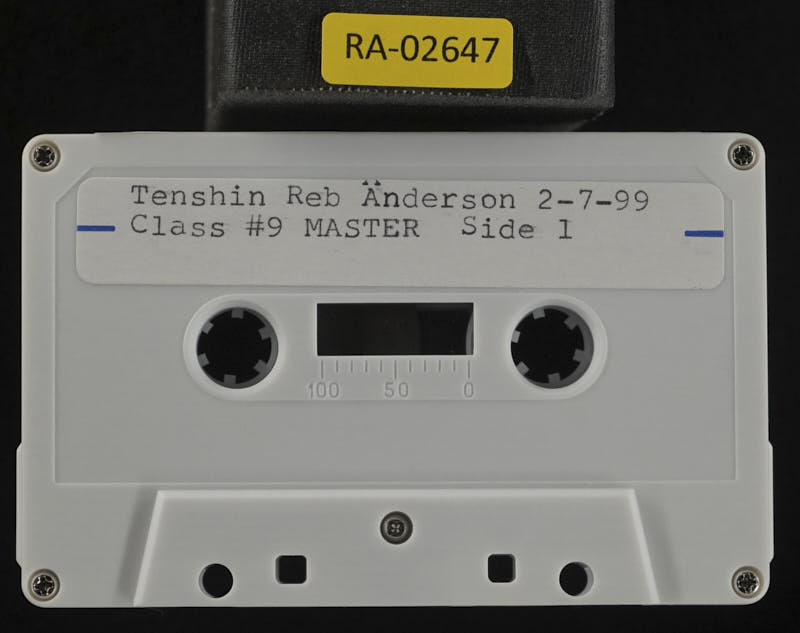 RA-02647
Tenshin Reb Änderson 2-7-99
Class #9 MASTER Side 1
100 50 0